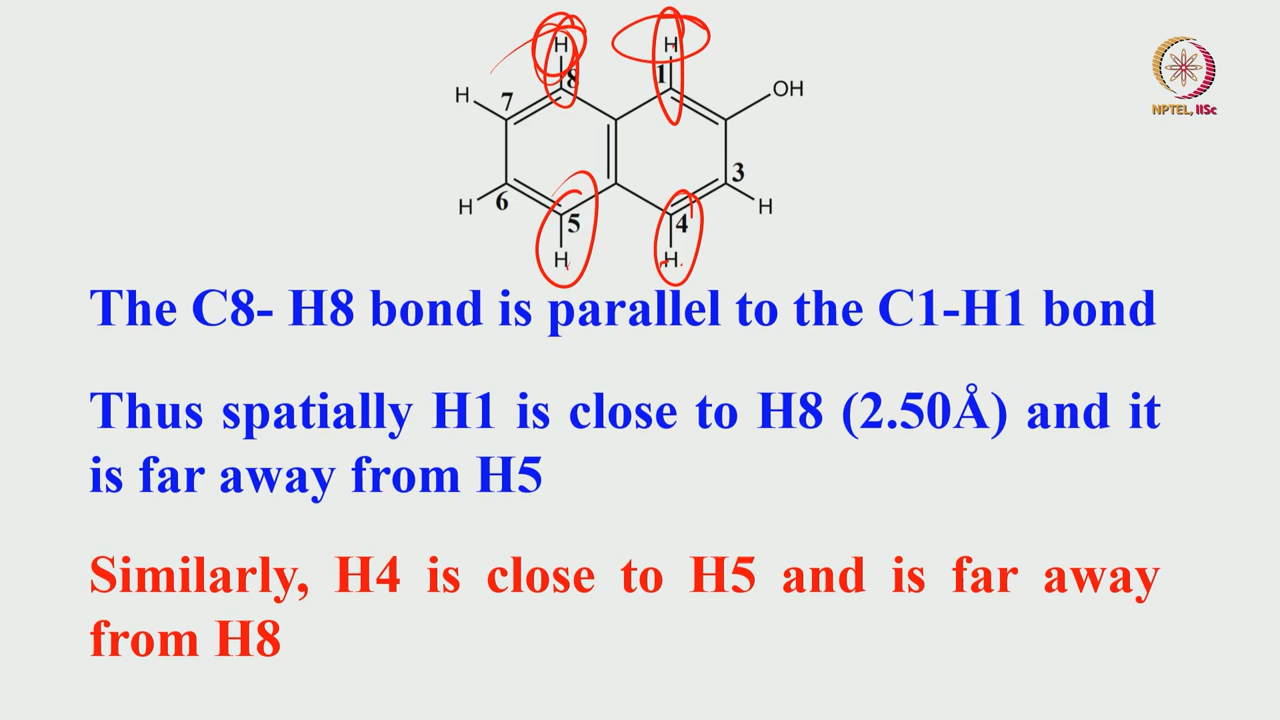 H
H
8
1
OH
H
7
3
6
H
H
5
4
H
H
NPTEL, IISc
The C8- H8 bond is parallel to the C1-H1 bond
Thus spatially H1 is close to H8 (2.50Å) and it
is far away from H5
Similarly, H4 is close to H5 and is far away
from H8